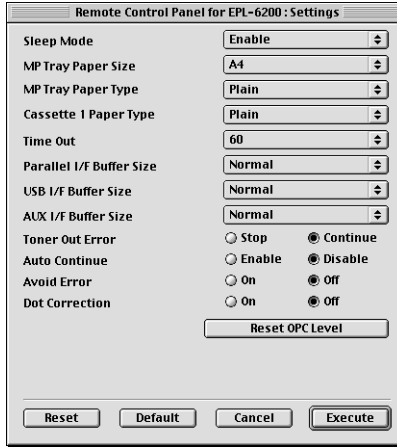 Remote Control Panel for EPL-6200 : Settings
Sleep Mode Enable
MP Tray Paper Size A4
MP Tray Paper Type Plain
Cassette 1 Paper Type Plain
Time Out 60
Parallel I/F Buffer Size Normal
USB I/F Buffer Size Normal
AUX I/F Buffer Size Normal
Toner Out Error Stop Continue
Auto Continue Enable Disable
Avoid Error On Off
Dot Correction On Off
Reset OPC Level
Reset Default Cancel Execute